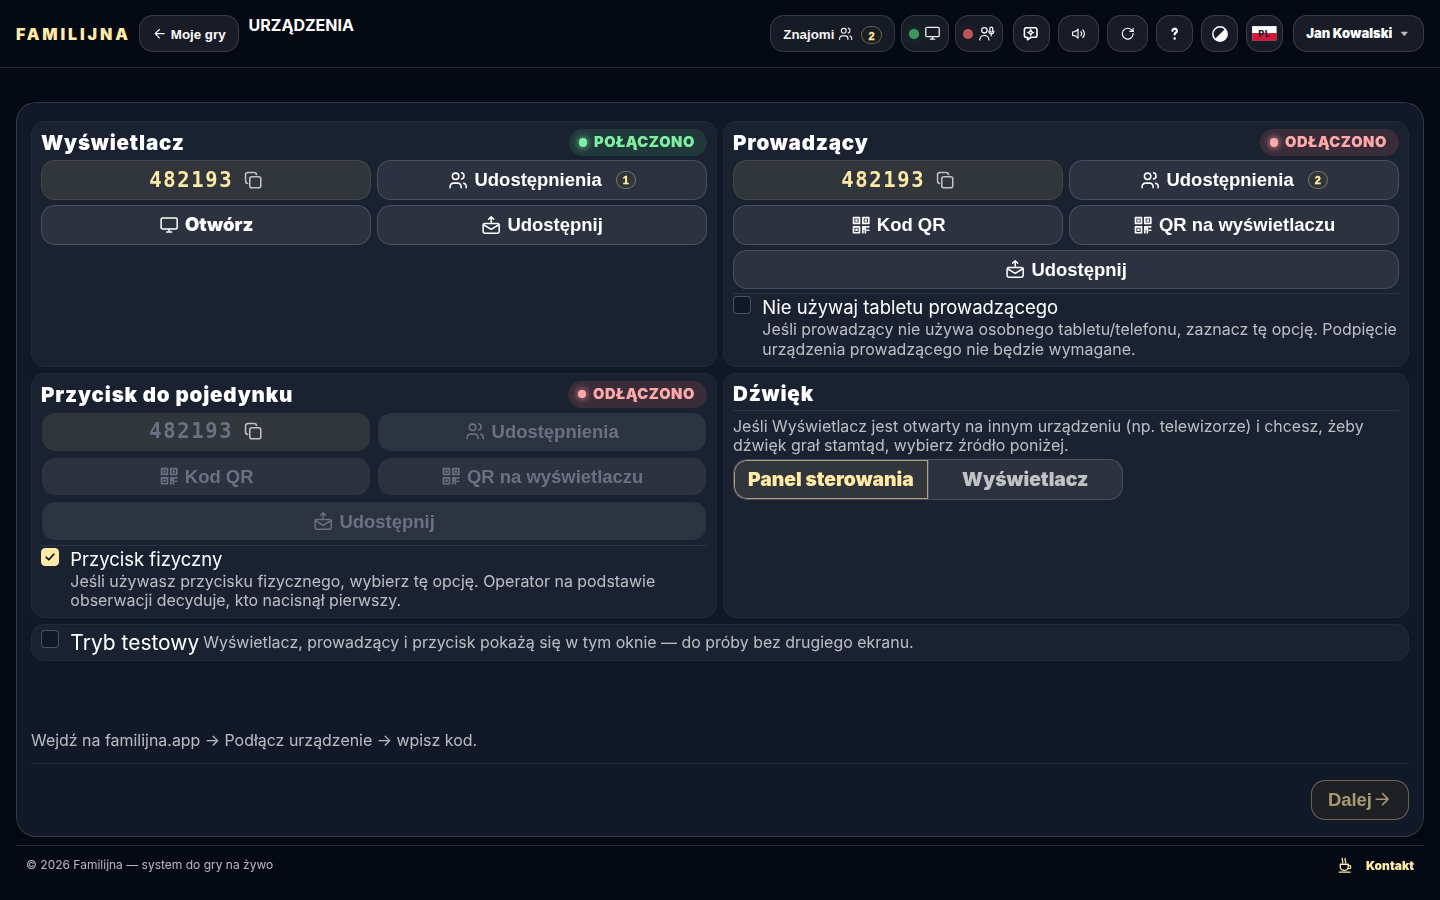 FAMILIJNA
← Moje gry
URZĄDZENIA
Znajomi 2
?
PL
Jan Kowalski
Wyświetlacz
POŁĄCZONO
482193
Udostępnienia 1
Otwórz
Udostępnij
Prowadzący
ODŁĄCZONO
482193
Udostępnienia 2
Kod QR
QR na wyświetlaczu
Udostępnij
Nie używaj tabletu prowadzącego
Jeśli prowadzący nie używa osobnego tabletu/telefonu, zaznacz tę opcję. Podpięcie
urządzenia prowadzącego nie będzie wymagane.
Przycisk do pojedynku
ODŁĄCZONO
482193
Udostępnienia
Kod QR
QR na wyświetlaczu
Udostępnij
Przycisk fizyczny
Jeśli używasz przycisku fizycznego, wybierz tę opcję. Operator na podstawie
obserwacji decyduje, kto nacisnął pierwszy.
Dźwięk
Jeśli Wyświetlacz jest otwarty na innym urządzeniu (np. telewizorze) i chcesz, żeby
dźwięk grał stamtąd, wybierz źródło poniżej.
Panel sterowania
Wyświetlacz
Tryb testowy Wyświetlacz, prowadzący i przycisk pokażą się w tym oknie — do próby bez drugiego ekranu.
Wejdź na familijna.app → Podłącz urządzenie → wpisz kod.
Dalej →
© 2026 Familijna — system do gry na żywo
Kontakt